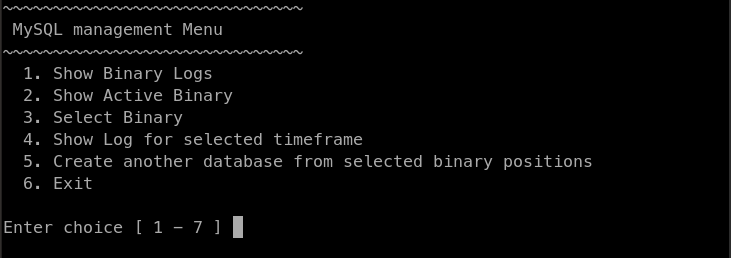 ~~~~~~~~~~~~~~~~~~~~~~~~~~~~~~
MySQL management Menu
~~~~~~~~~~~~~~~~~~~~~~~~~~~~~~
1. Show Binary Logs
2. Show Active Binary
3. Select Binary
4. Show Log for selected timeframe
5. Create another database from selected binary positions
6. Exit
Enter choice [ 1 - 7 ]